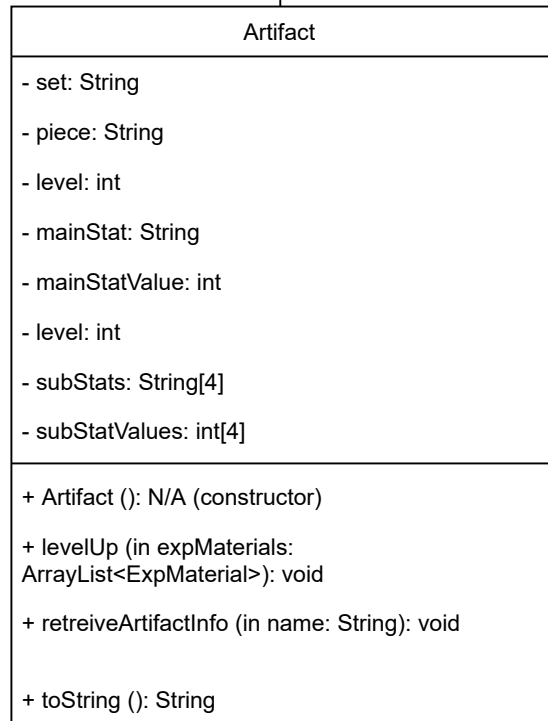 Artifact
- set: String
- piece: String
- level: int
- mainStat: String
- mainStatValue: int
- level: int
- subStats: String[4]
- subStatValues: int[4]
+ Artifact (): N/A (constructor)
+ levelUp (in expMaterials:
ArrayList<ExpMaterial>): void
+ retreiveArtifactInfo (in name: String): void
+ toString (): String